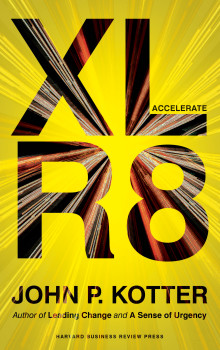 XL
ACCELERATE
R8
JOHN P. KOTTER
Author of Leading Change and A Sense of Urgency
HARVARD BUSINESS REVIEW PRESS